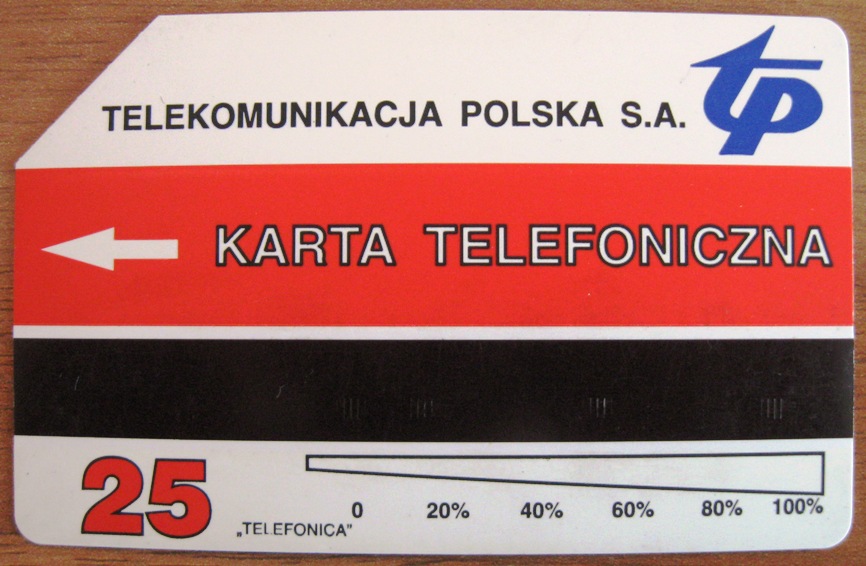 TELEKOMUNIKACJA POLSKA S.A. tp
KARTA TELEFONICZNA
25
„TELEFONICA”
0 20% 40% 60% 80% 100%